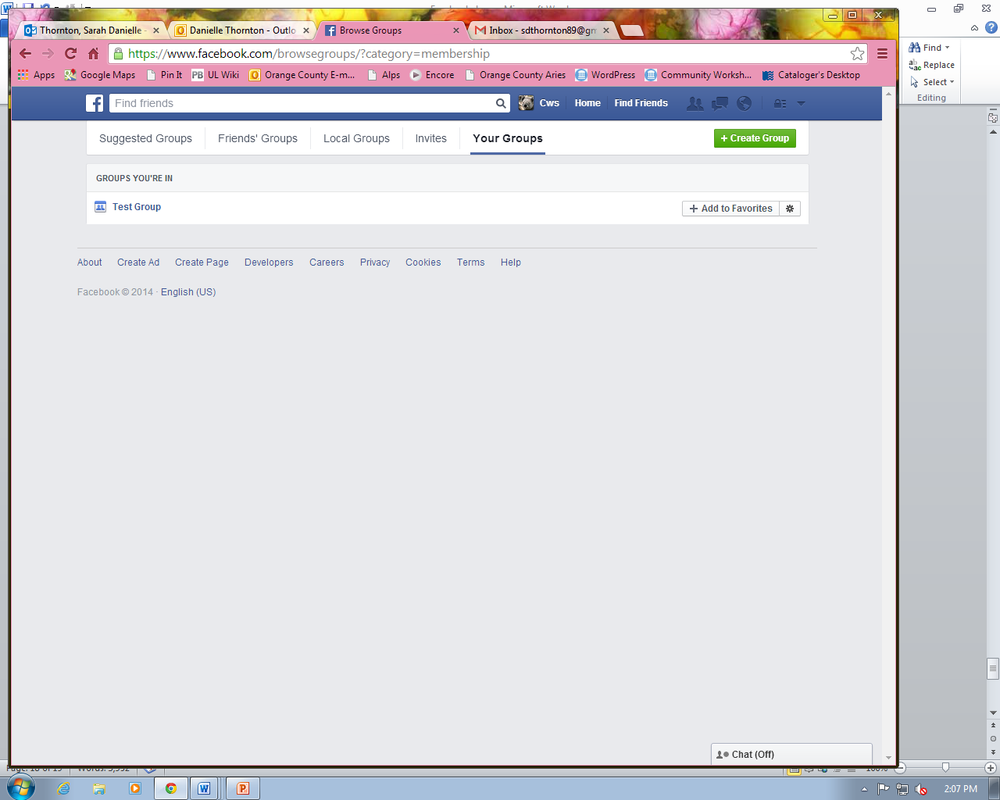 Thornton, Sarah Danielle -
Danielle Thornton - Outlo
Browse Groups
Inbox - sdthornton89@gm
https://www.facebook.com/browsegroups/?category=membership
Apps
Google Maps
Pin It
PB UL Wiki
Orange County E-m...
Alps
Encore
Orange County Aries
WordPress
Community Worksh...
Cataloger's Desktop
Find
Replace
Select
Editing
Find friends
Cws
Home
Find Friends
Suggested Groups
Friends' Groups
Local Groups
Invites
Your Groups
+ Create Group
GROUPS YOU'RE IN
Test Group
+ Add to Favorites
About
Create Ad
Create Page
Developers
Careers
Privacy
Cookies
Terms
Help
Facebook © 2014 · English (US)
Chat (Off)
2:07 PM